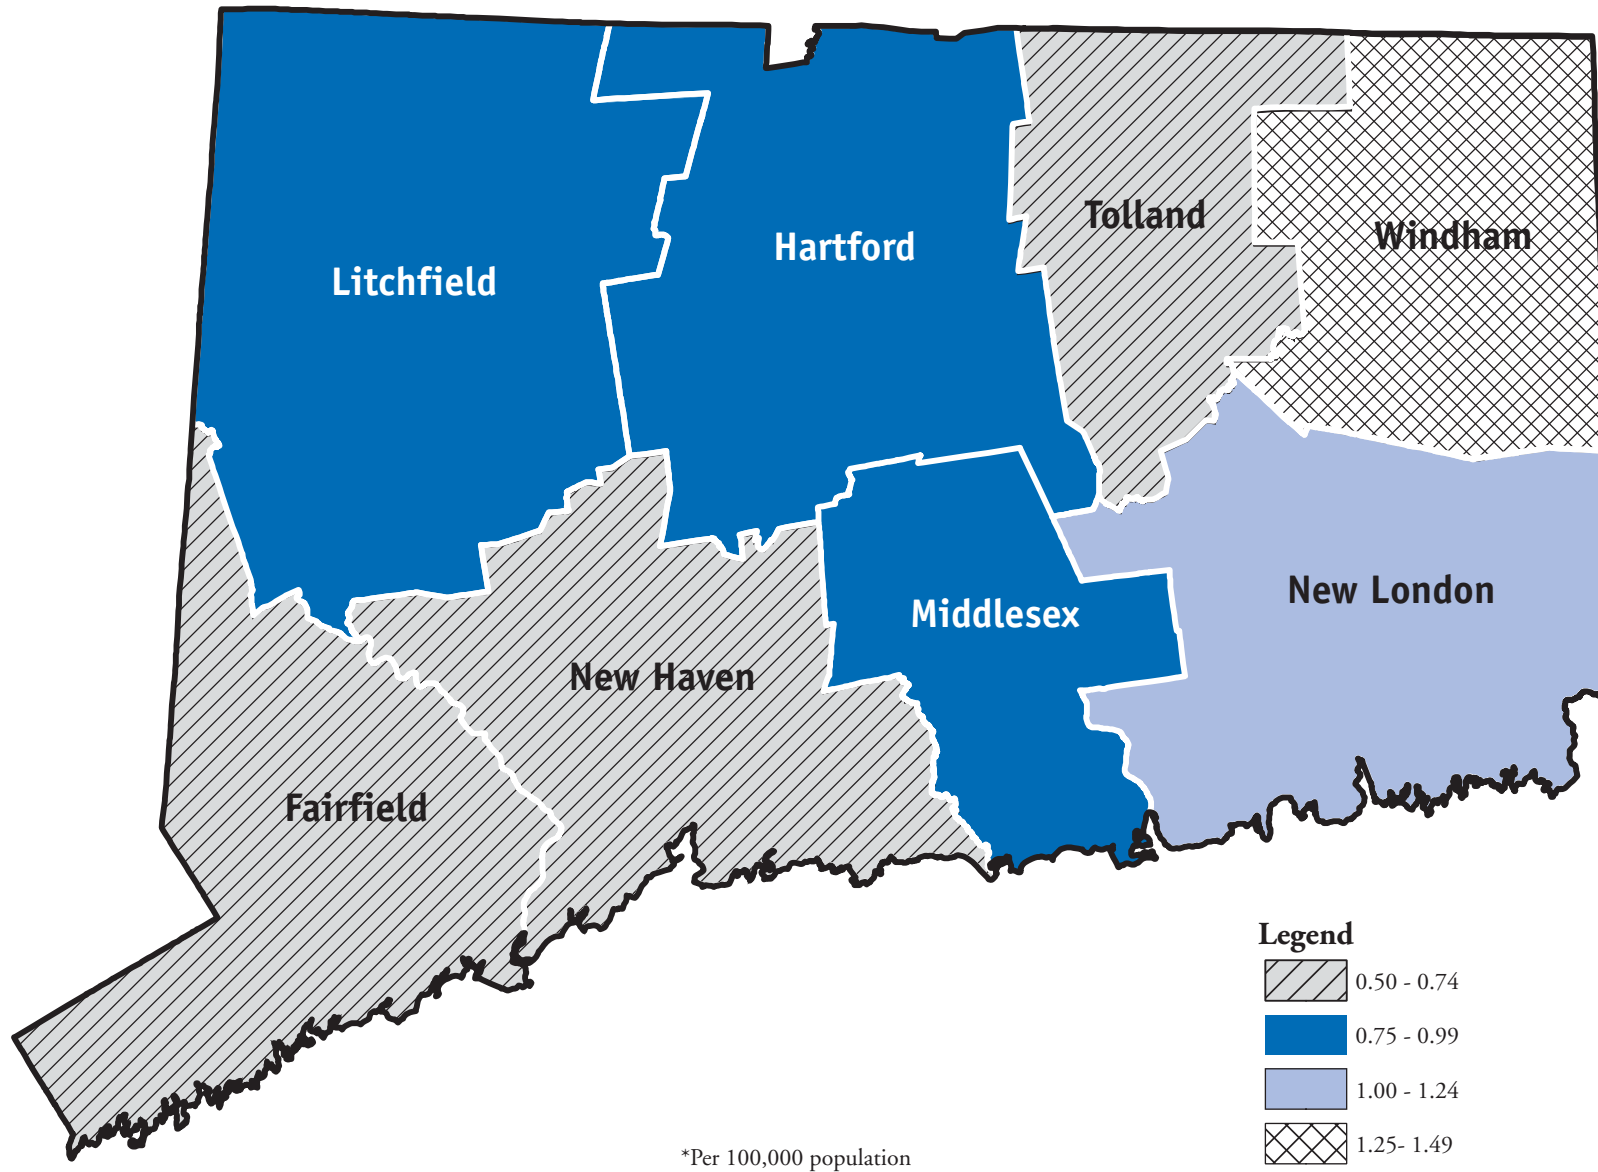 Tolland
Windham
Hartford
Litchfield
New London
Middlesex
New Haven
Fairfield
Legend
0.50 - 0.74
0.75 - 0.99
1.00 - 1.24
1.25- 1.49
*Per 100,000 population